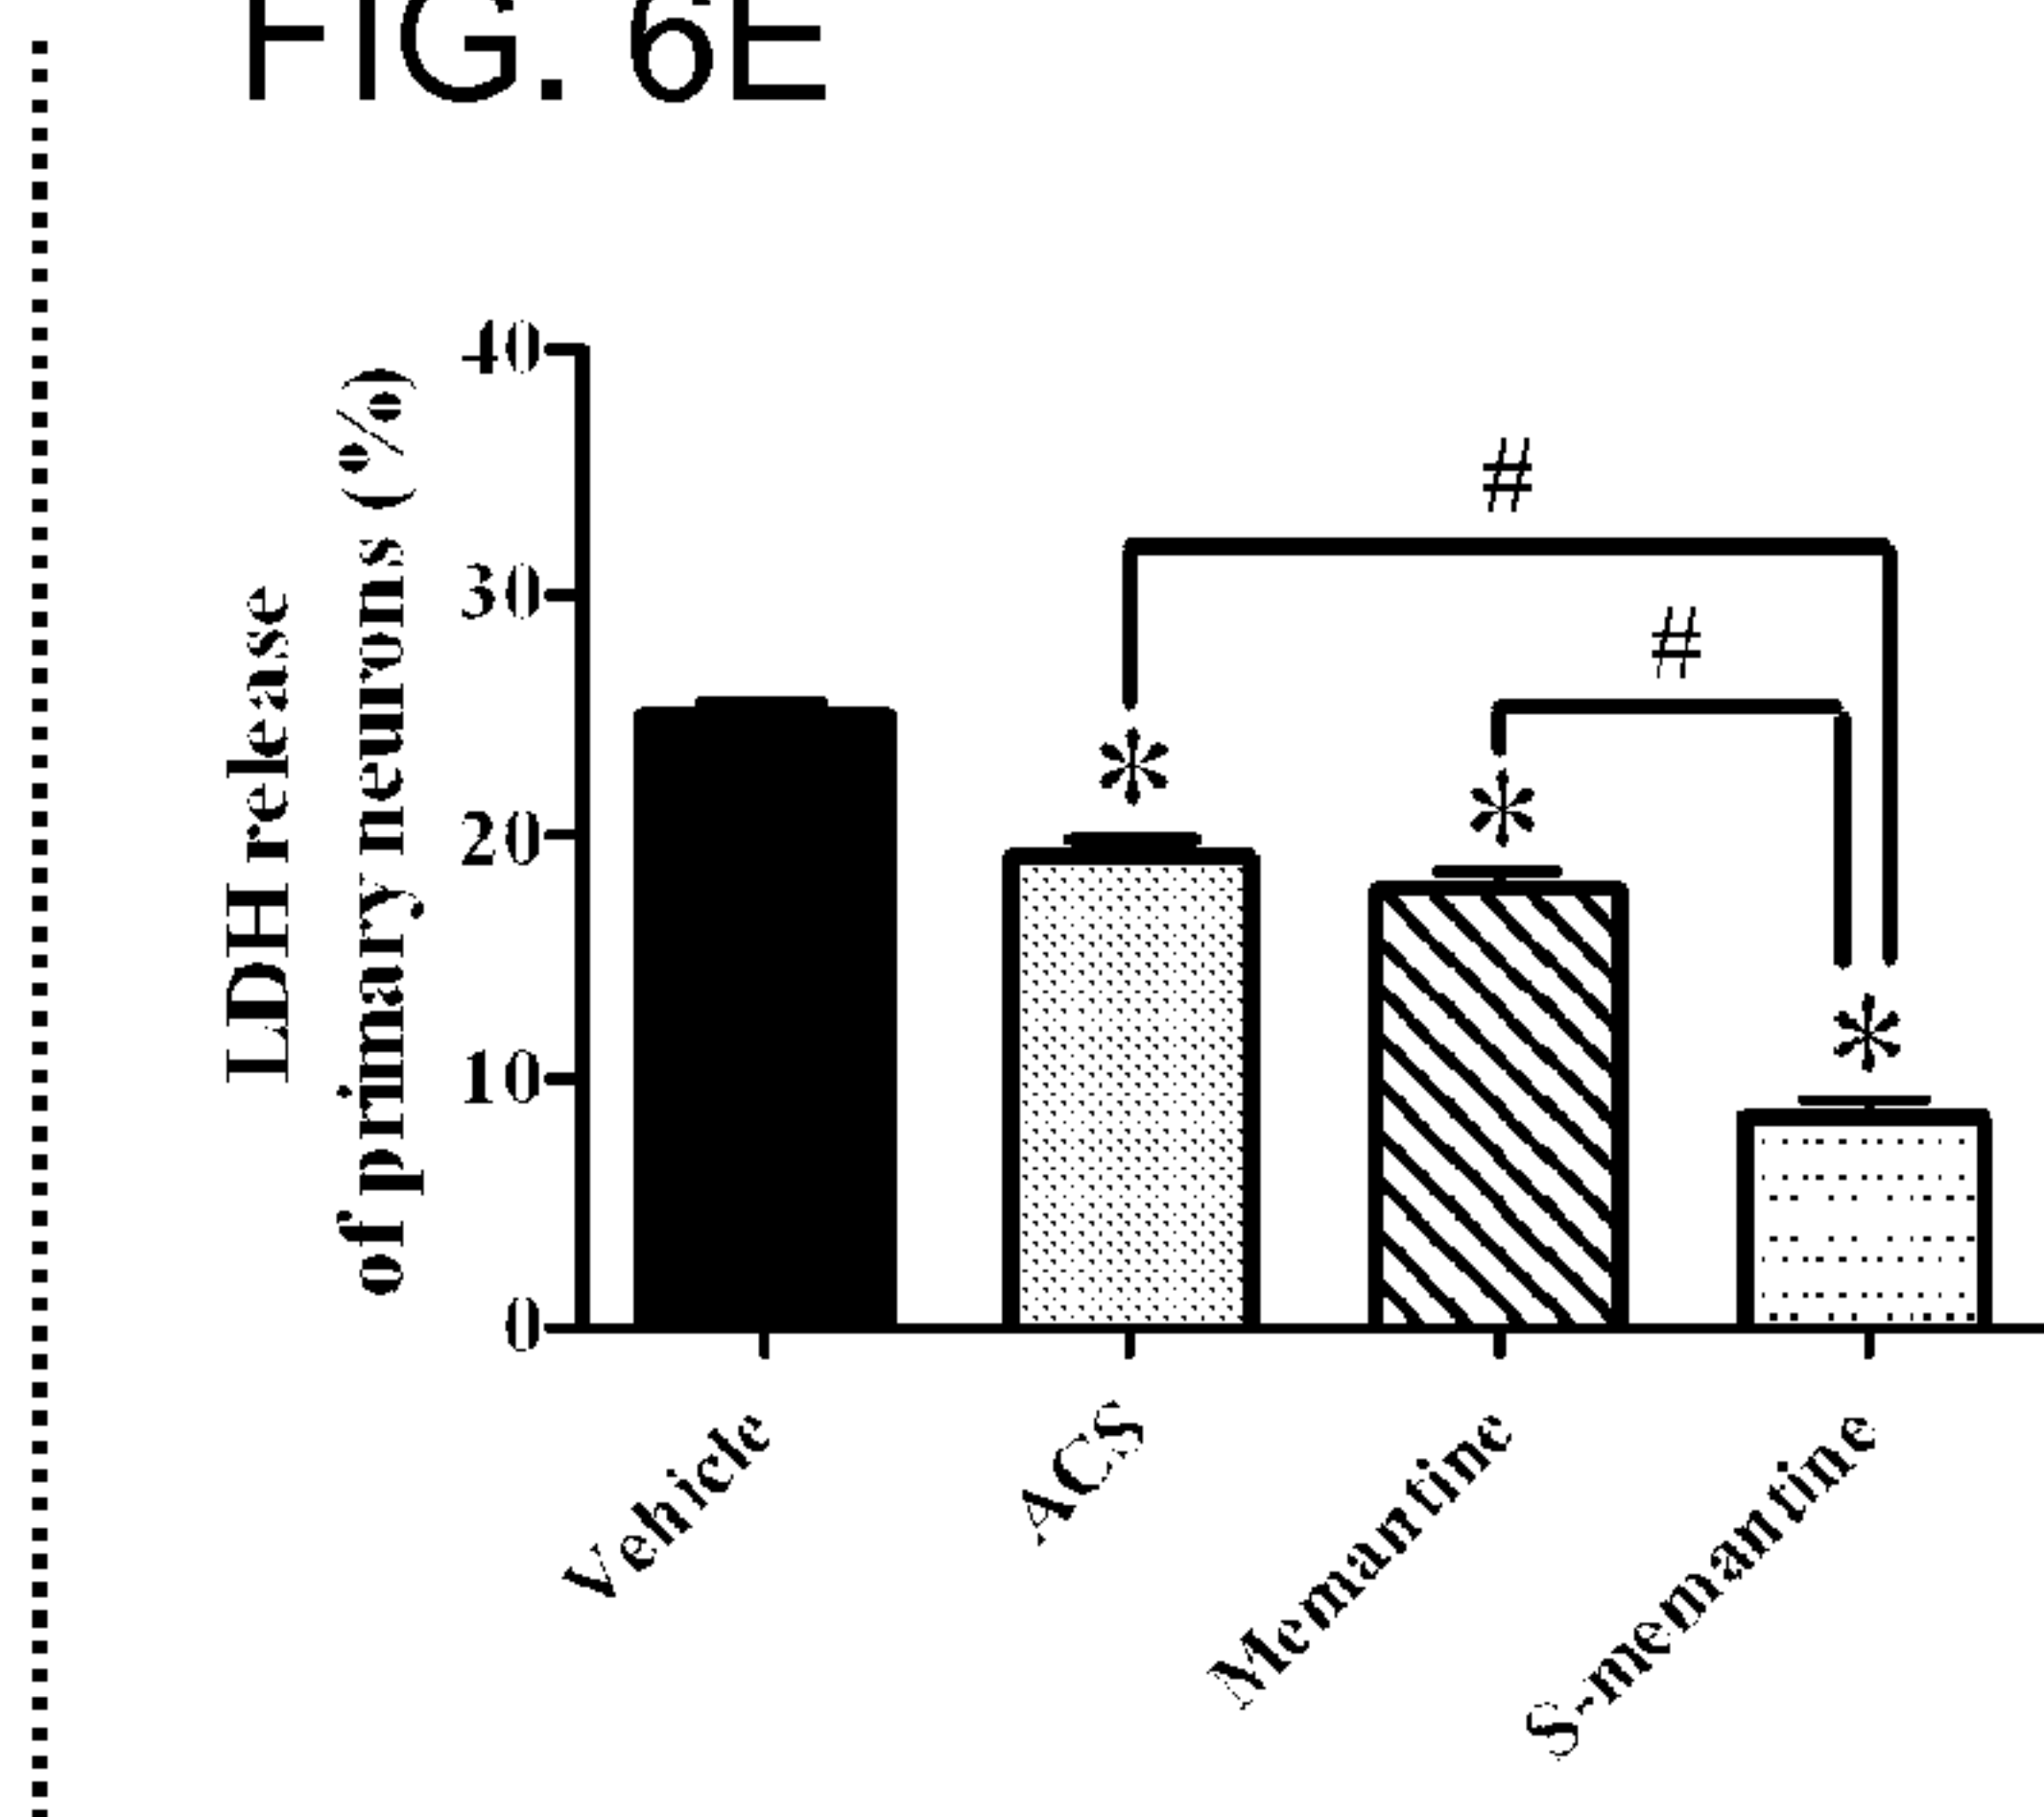 FIG. 6E
LDH release
of primary neurons (%)
40
30
20
10
0
#
#
*
*
*
Vehicle
ACS
Memantine
S-memantine